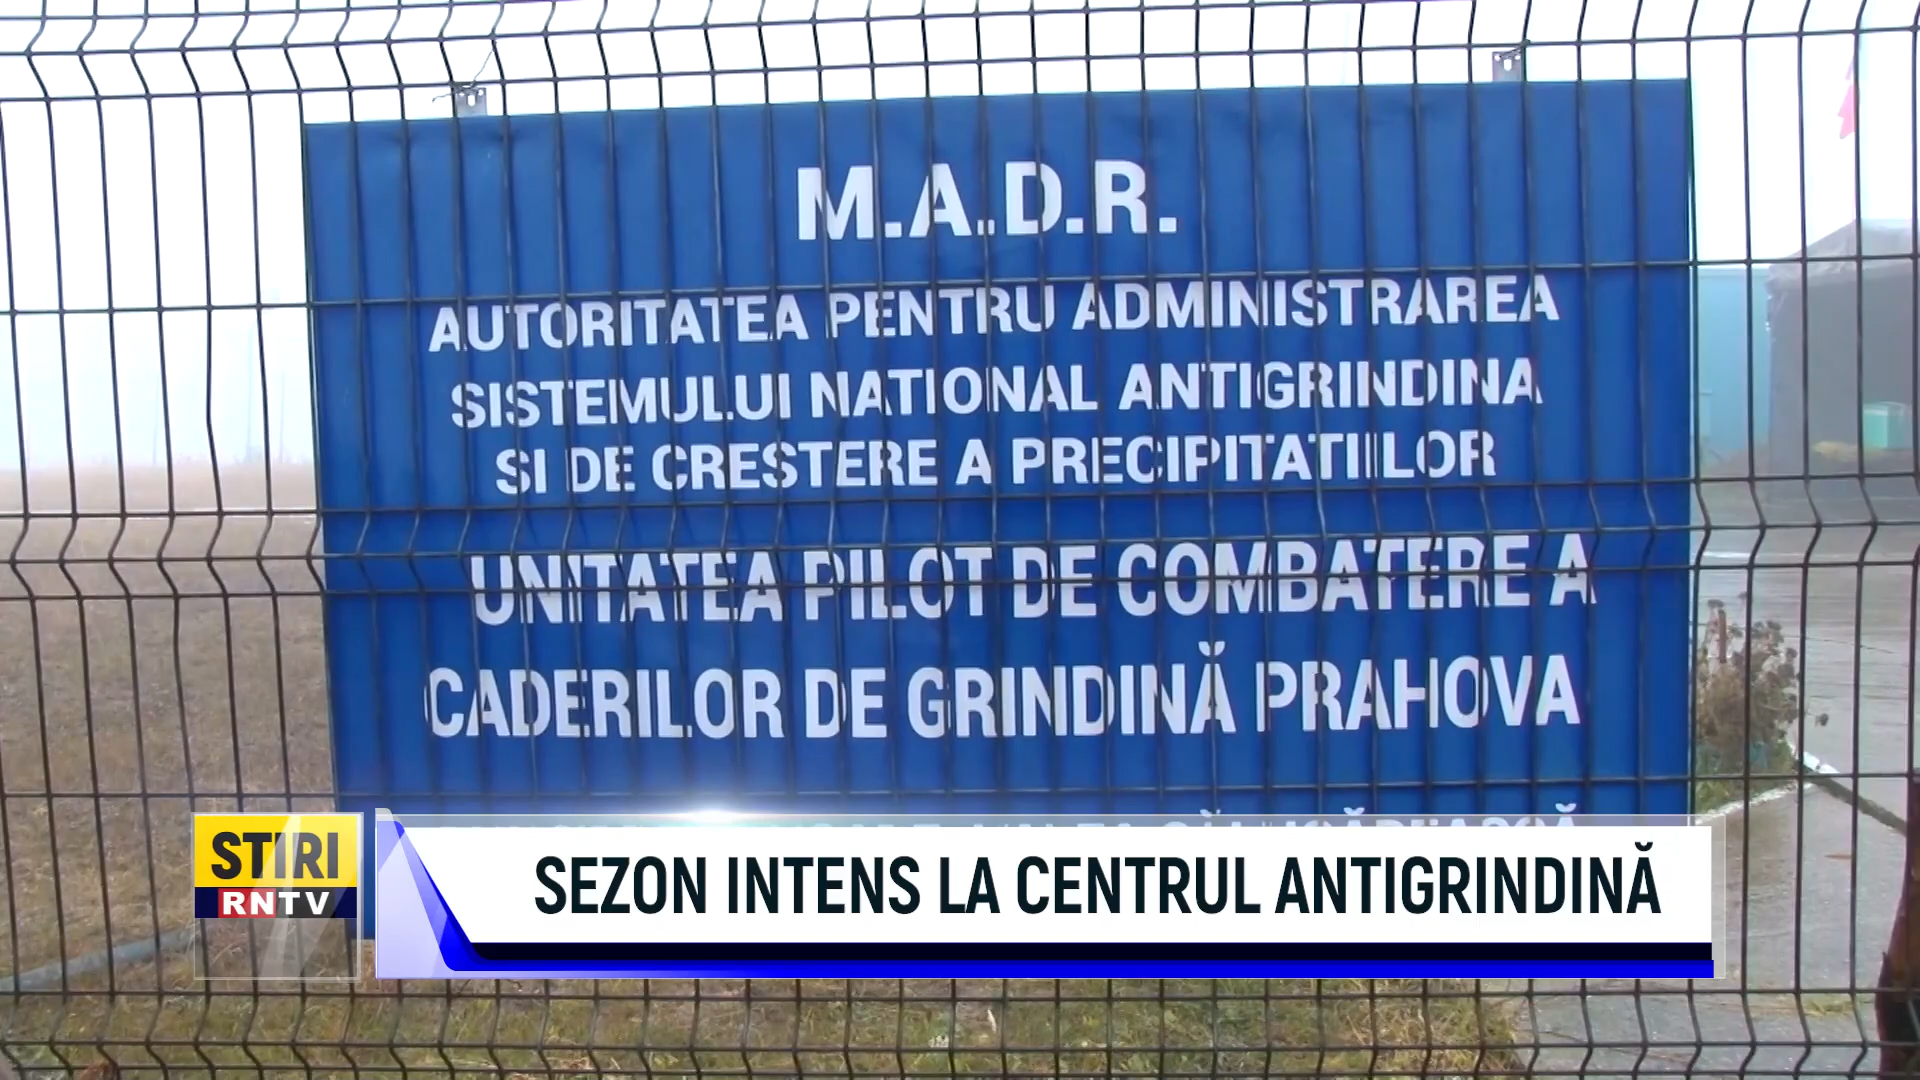 M.A.D.R.
AUTORITATEA PENTRU ADMINISTRAREA
SISTEMULUI NATIONAL ANTIGRINDINA
SI DE CRESTERE A PRECIPITATIILOR
UNITATEA PILOT DE COMBATERE A
CADERILOR DE GRINDINĂ PRAHOVA
STIRI
RNTV
SEZON INTENS LA CENTRUL ANTIGRINDINĂ